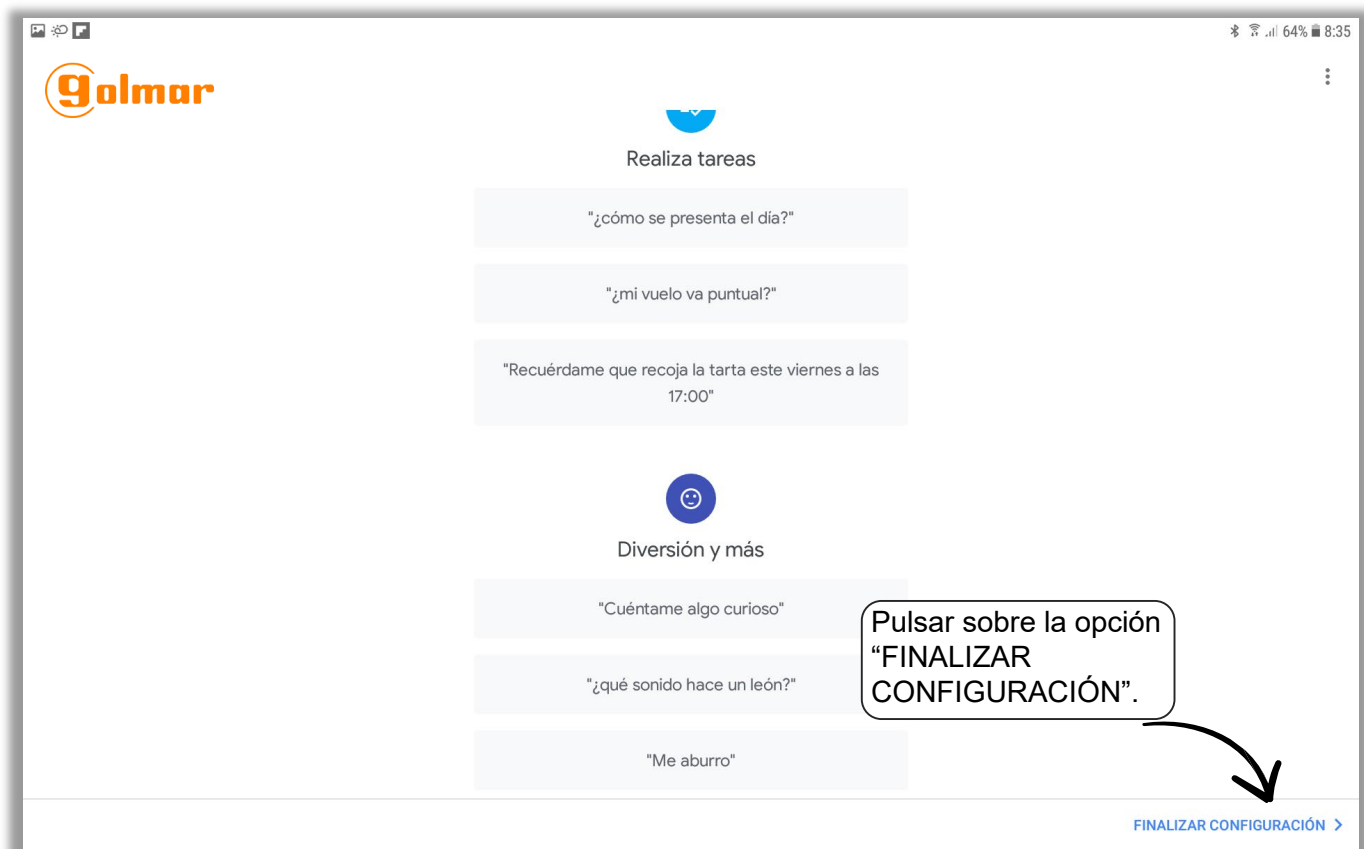 64% 8:35
golmar
Realiza tareas
"¿cómo se presenta el día?"
"¿mi vuelo va puntual?"
"Recuérdame que recoja la tarta este viernes a las
17:00"
Diversión y más
"Cuéntame algo curioso"
"¿qué sonido hace un león?"
"Me aburro"
Pulsar sobre la opción
“FINALIZAR
CONFIGURACIÓN”.
FINALIZAR CONFIGURACIÓN